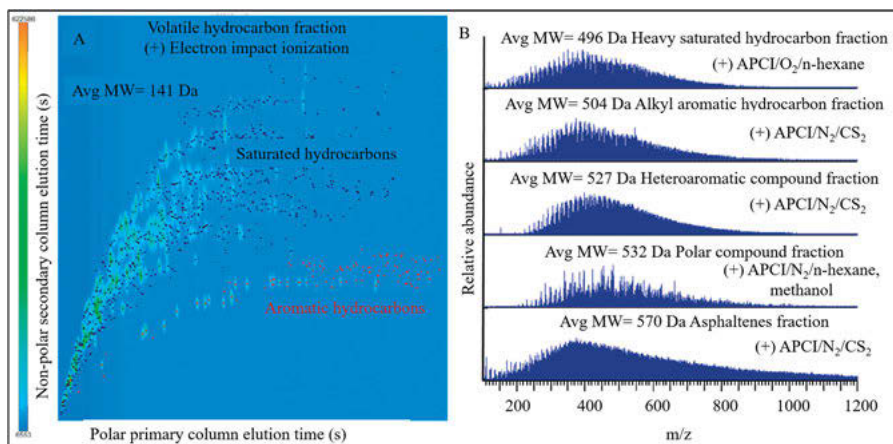 A
Volatile hydrocarbon fraction
(+) Electron impact ionization
Avg MW= 141 Da
Saturated hydrocarbons
Aromatic hydrocarbons
Non-polar secondary column elution time (s)
Polar primary column elution time (s)
B
Avg MW= 496 Da Heavy saturated hydrocarbon fraction
(+) APCI/O₂/n-hexane
Avg MW= 504 Da Alkyl aromatic hydrocarbon fraction
(+) APCI/N₂/CS₂
Avg MW= 527 Da Heteroaromatic compound fraction
(+) APCI/N₂/CS₂
Avg MW= 532 Da Polar compound fraction
(+) APCI/N₂/n-hexane,
methanol
Avg MW= 570 Da Asphaltenes fraction
(+) APCI/N₂/CS₂
Relative abundance
200 400 600 800 1000 1200
m/z